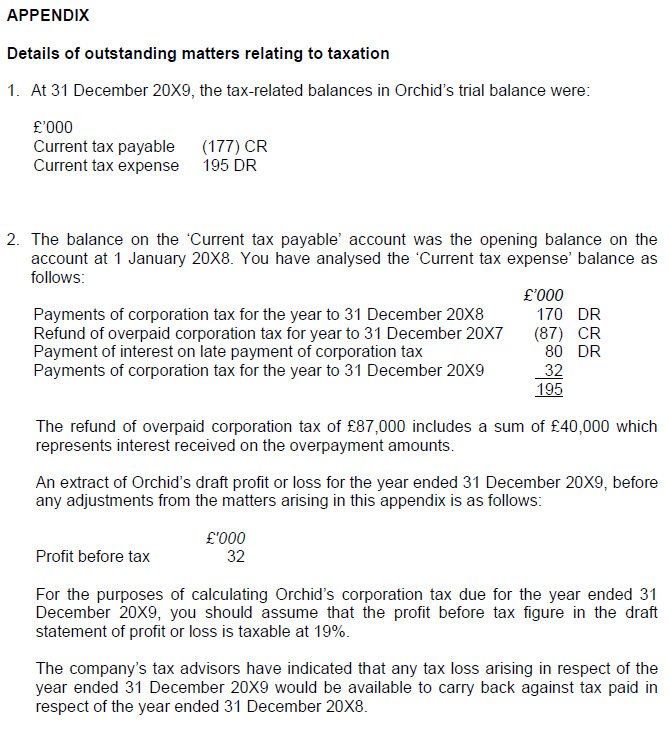 APPENDIX
Details of outstanding matters relating to taxation
1. At 31 December 20X9, the tax-related balances in Orchid's trial balance were:
£'000
Current tax payable (177) CR
Current tax expense 195 DR
2. The balance on the 'Current tax payable' account was the opening balance on the
account at 1 January 20X8. You have analysed the 'Current tax expense' balance as
follows:
£'000
Payments of corporation tax for the year to 31 December 20X8 170 DR
Refund of overpaid corporation tax for year to 31 December 20X7 (87) CR
Payment of interest on late payment of corporation tax 80 DR
Payments of corporation tax for the year to 31 December 20X9 32
195
The refund of overpaid corporation tax of £87,000 includes a sum of £40,000 which
represents interest received on the overpayment amounts.
An extract of Orchid's draft profit or loss for the year ended 31 December 20X9, before
any adjustments from the matters arising in this appendix is as follows:
£'000
Profit before tax 32
For the purposes of calculating Orchid's corporation tax due for the year ended 31
December 20X9, you should assume that the profit before tax figure in the draft
statement of profit or loss is taxable at 19%.
The company's tax advisors have indicated that any tax loss arising in respect of the
year ended 31 December 20X9 would be available to carry back against tax paid in
respect of the year ended 31 December 20X8.